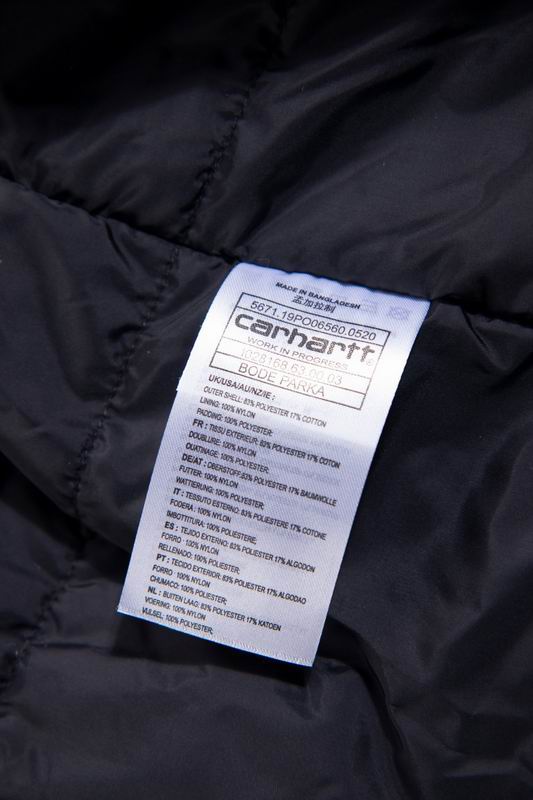 MADE IN BANGLADESH
孟加拉制
5671.19PO06560.0520
carhartt®
WORK IN PROGRESS
I028168.63.00.03
BODE PARKA
UK/USA/AU/NZ/IE :
OUTER SHELL: 83% POLYESTER 17% COTTON
LINING: 100% NYLON
PADDING: 100% POLYESTER;
FR : TISSU EXTERIEUR: 83% POLYESTER 17% COTON
DOUBLURE: 100% NYLON
OUATINAGE: 100% POLYESTER;
DE/AT : OBERSTOFF:83% POLYESTER 17% BAUMWOLLE
FUTTER: 100% NYLON
WATTIERUNG: 100% POLYESTER;
IT : TESSUTO ESTERNO: 83% POLIESTERE 17% COTONE
FODERA : 100% NYLON
IMBOTTITURA: 100% POLIESTERE;
ES : TEJIDO EXTERNO: 83% POLIESTER 17% ALGODON
FORRO : 100% NYLON
RELLENADO: 100% POLIESTER;
PT : TECIDO EXTERIOR: 83% POLIESTER 17% ALGODAO
FORRO : 100% NYLON
CHUMACO: 100% POLIESTER;
NL : BUITEN LAAG: 83% POLYESTER 17% KATOEN
VOERING: 100% NYLON
VULSEL: 100% POLYESTER;